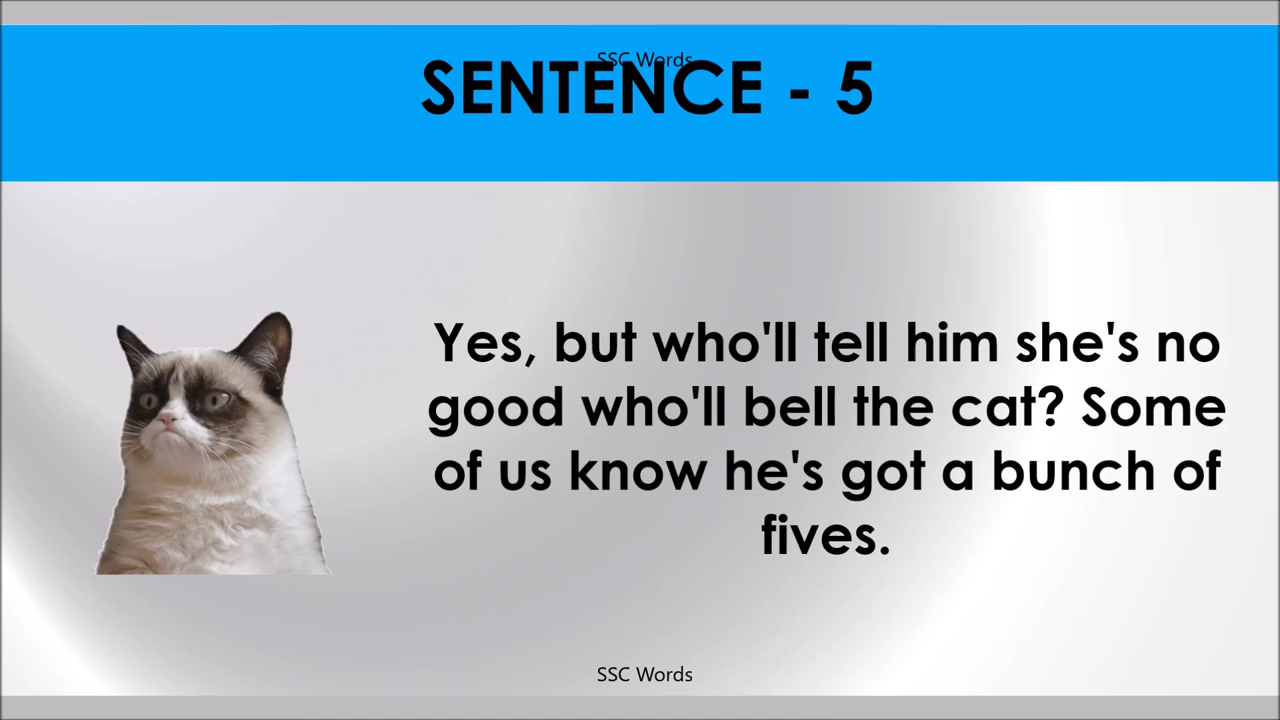 SSC Words
SENTENCE - 5
Yes, but who'll tell him she's no
good who'll bell the cat? Some
of us know he's got a bunch of
fives.
SSC Words